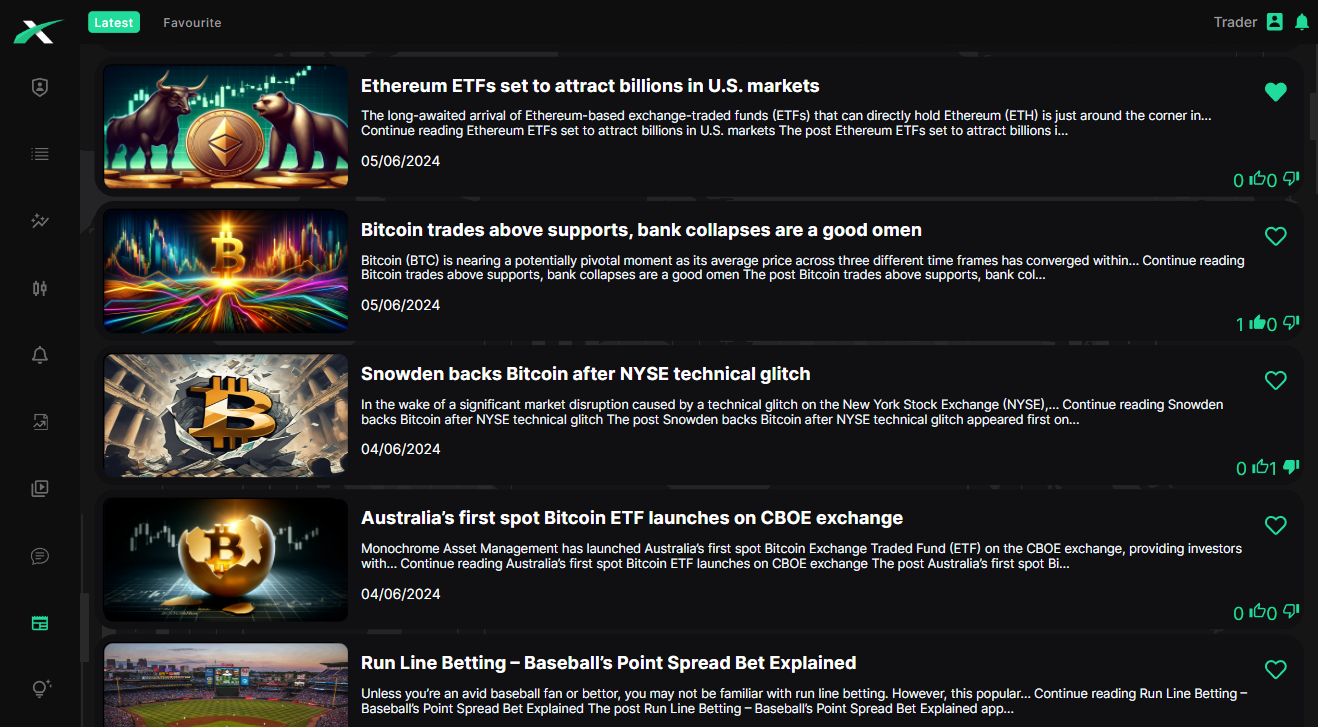 Latest Favourite Trader
Ethereum ETFs set to attract billions in U.S. markets
The long-awaited arrival of Ethereum-based exchange-traded funds (ETFs) that can directly hold Ethereum (ETH) is just around the corner in...
Continue reading Ethereum ETFs set to attract billions in U.S. markets The post Ethereum ETFs set to attract billions i...
05/06/2024
0 0
Bitcoin trades above supports, bank collapses are a good omen
Bitcoin (BTC) is nearing a potentially pivotal moment as its average price across three different time frames has converged within... Continue reading
Bitcoin trades above supports, bank collapses are a good omen The post Bitcoin trades above supports, bank col...
05/06/2024
1 0
Snowden backs Bitcoin after NYSE technical glitch
In the wake of a significant market disruption caused by a technical glitch on the New York Stock Exchange (NYSE),... Continue reading Snowden
backs Bitcoin after NYSE technical glitch The post Snowden backs Bitcoin after NYSE technical glitch appeared first on...
04/06/2024
0 1
Australia’s first spot Bitcoin ETF launches on CBOE exchange
Monochrome Asset Management has launched Australia’s first spot Bitcoin Exchange Traded Fund (ETF) on the CBOE exchange, providing investors
with... Continue reading Australia’s first spot Bitcoin ETF launches on CBOE exchange The post Australia’s first spot Bi...
04/06/2024
0 0
Run Line Betting – Baseball’s Point Spread Bet Explained
Unless you’re an avid baseball fan or bettor, you may not be familiar with run line betting. However, this popular... Continue reading Run Line Betting –
Baseball’s Point Spread Bet Explained The post Run Line Betting – Baseball’s Point Spread Bet Explained app...